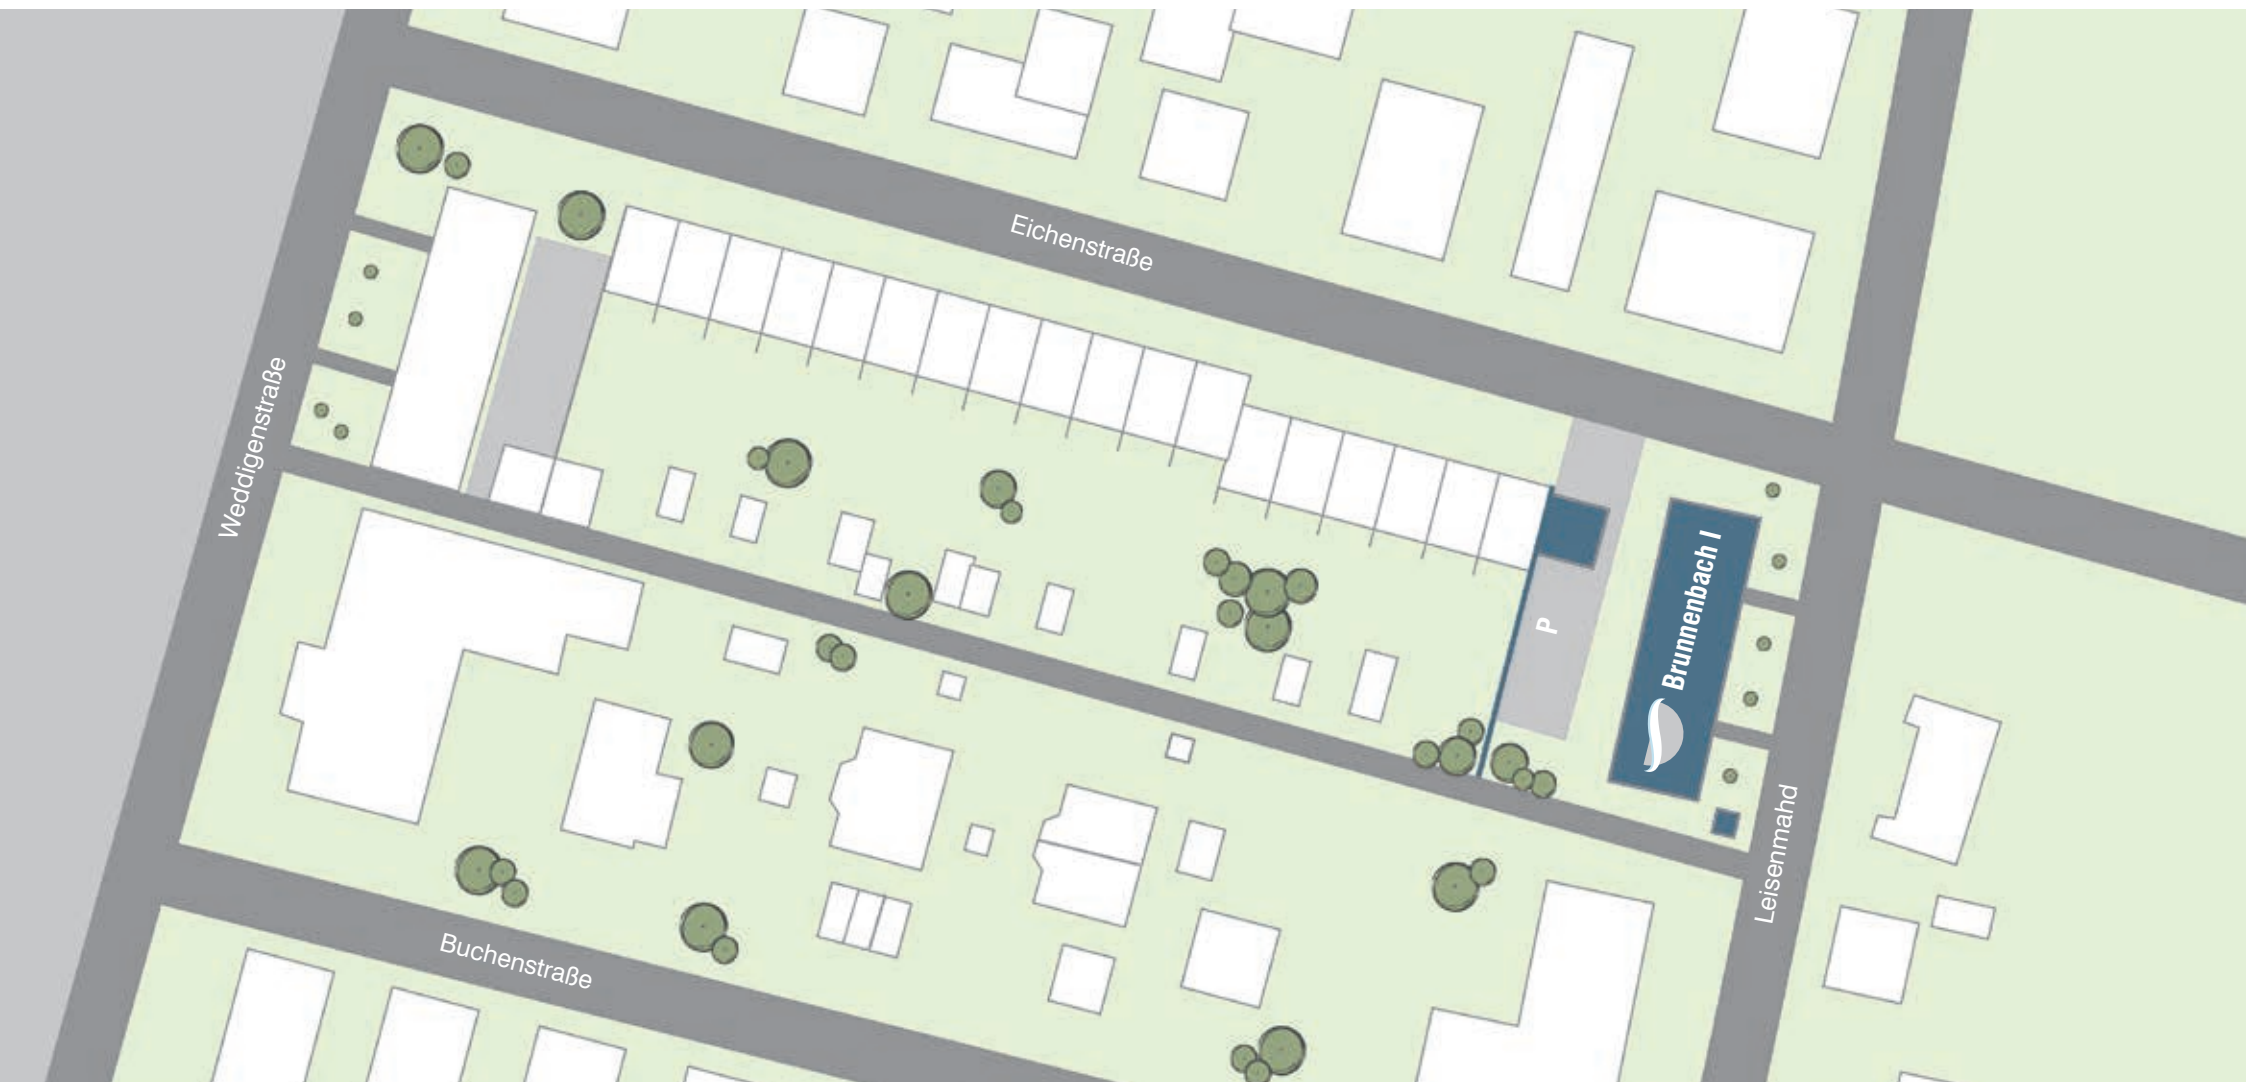 Eichenstraße
Weddigenstraße
P
Brunnenbach I
Leisenmahd
Buchenstraße